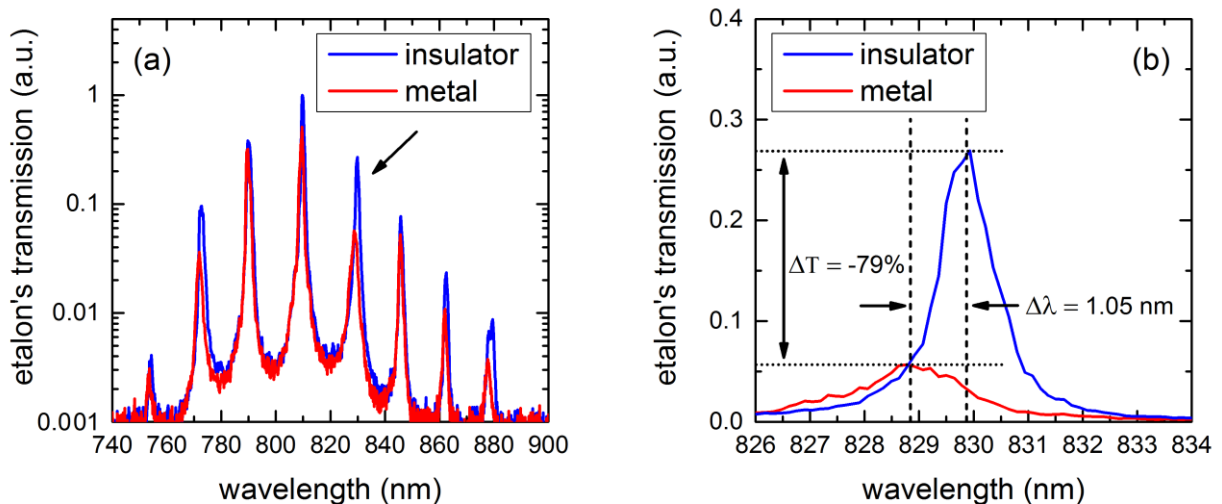 (a)
insulator
metal
etalon's transmission (a.u.)
1
0.1
0.01
0.001
740 760 780 800 820 840 860 880 900
wavelength (nm)
(b)
insulator
metal
etalon's transmission (a.u.)
0.4
0.3
0.2
0.1
0.0
ΔT = -79%
Δλ = 1.05 nm
826 827 828 829 830 831 832 833 834
wavelength (nm)